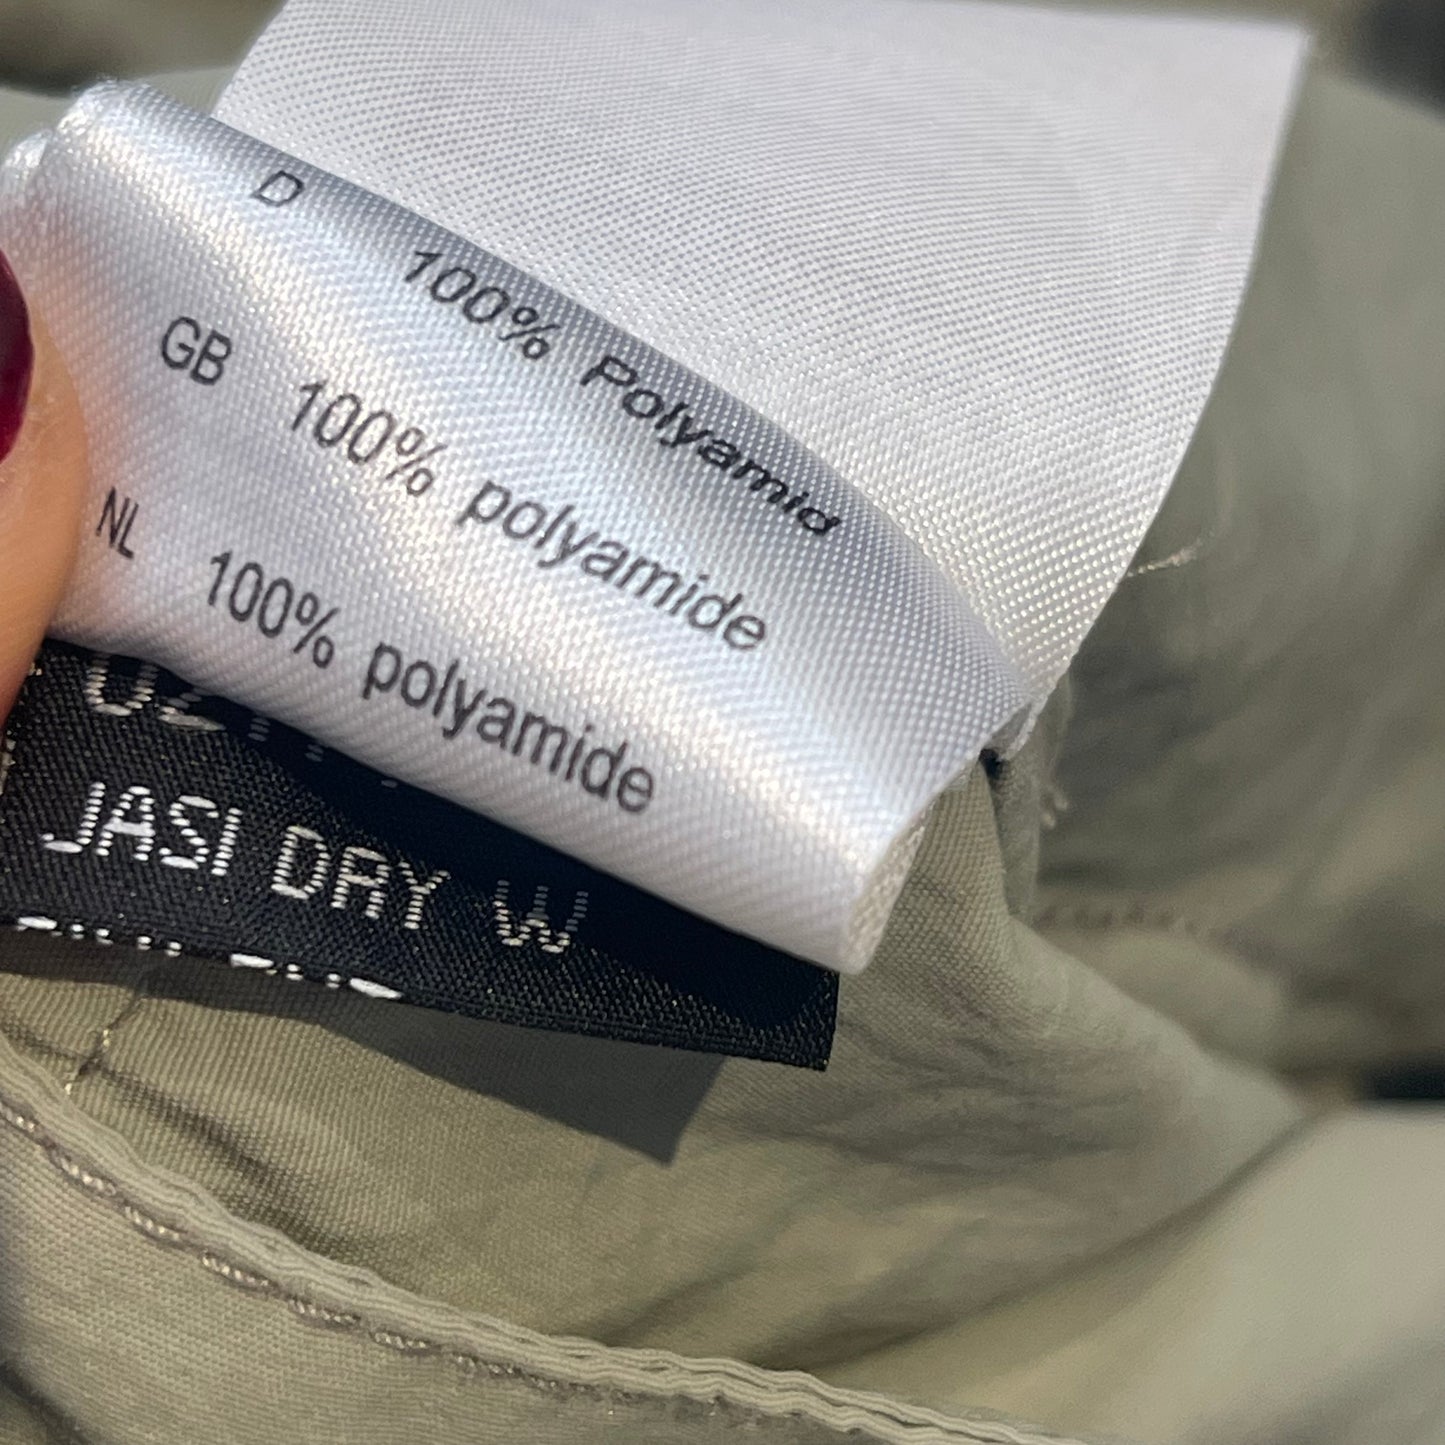 D 100% Polyamid
GB 100% polyamide
NL 100% polyamide
JASI DRY W